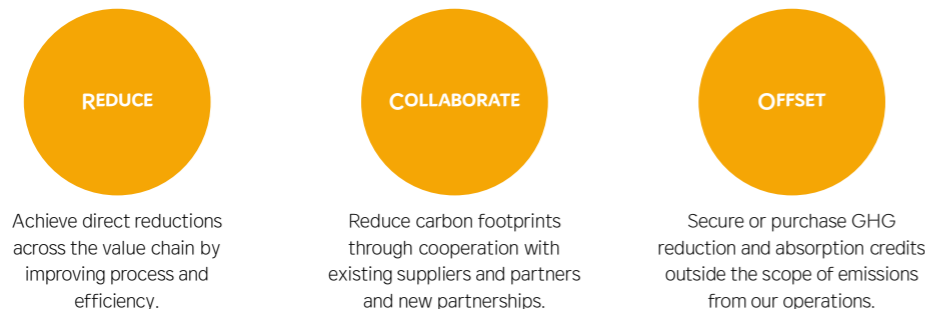 REDUCE
Achieve direct reductions
across the value chain by
improving process and
efficiency.
COLLABORATE
Reduce carbon footprints
through cooperation with
existing suppliers and partners
and new partnerships.
OFFSET
Secure or purchase GHG
reduction and absorption credits
outside the scope of emissions
from our operations.